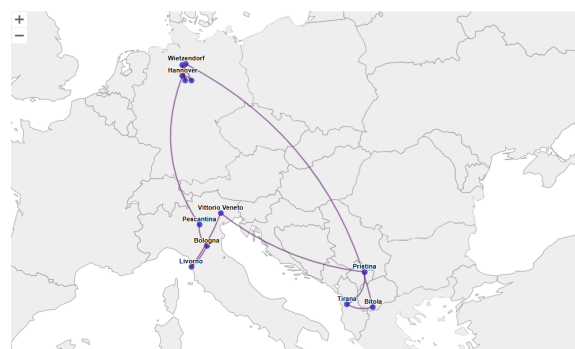 +
−
Wietzendorf
Hannover
Vittorio Veneto
Pescantina
Bologna
Livorno
Pristina
Tirana
Bitola